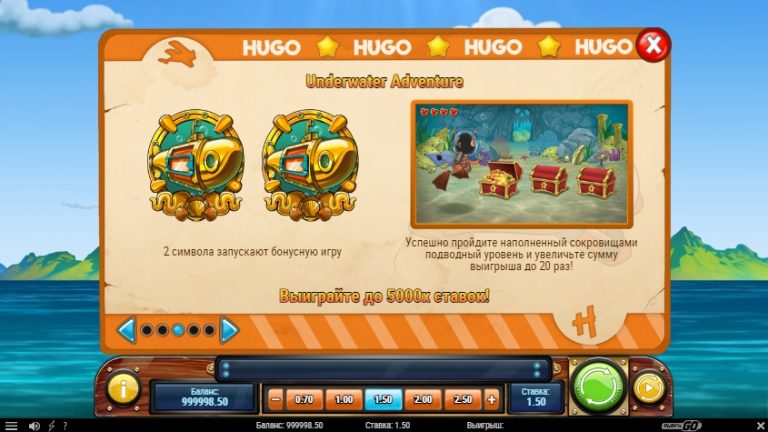 HUGO HUGO HUGO HUGO
Underwater Adventure
2 символа запускают бонусную игру
Успешно пройдите наполненный сокровищами
подводный уровень и увеличьте сумму
выигрыша до 20 раз!
Выиграйте до 5000x ставок!
Баланс:
999998.50
0.70 1.00 1.50 2.00 2.50
Ставка:
1.50
Баланс: 999998.50 Ставка: 1.50 Выигрыш:
PLAY'N GO